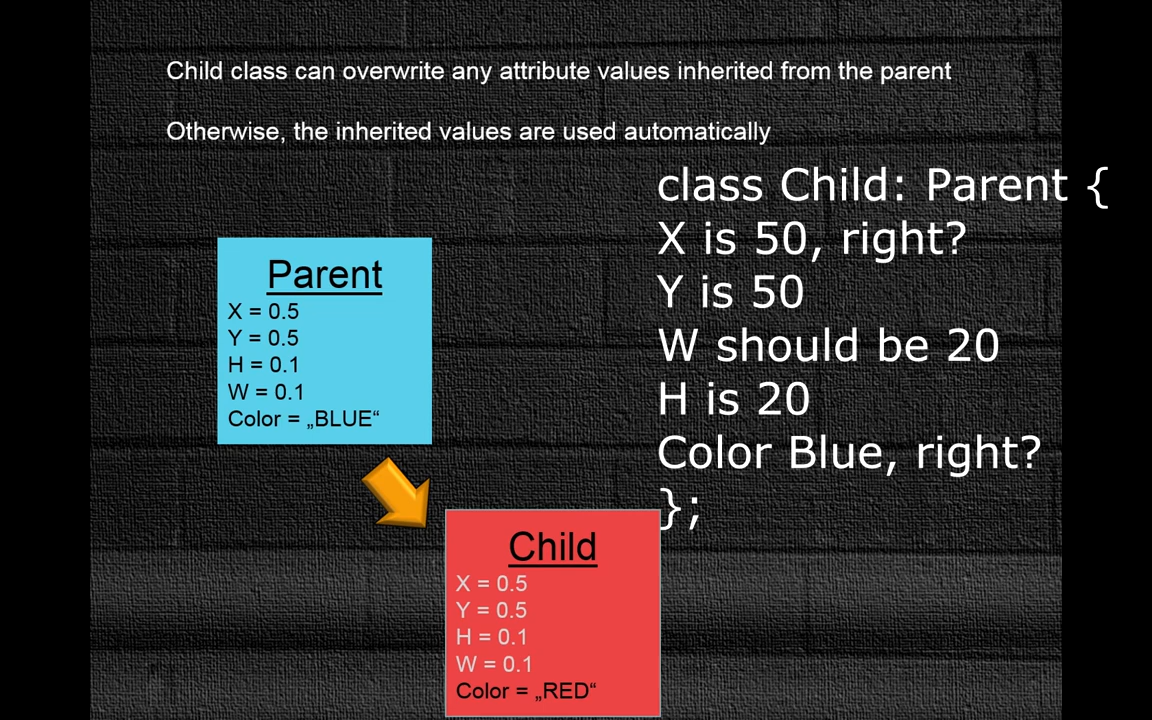 Child class can overwrite any attribute values inherited from the parent
Otherwise, the inherited values are used automatically
class Child: Parent {
X is 50, right?
Y is 50
W should be 20
H is 20
Color Blue, right?
};
Parent
X = 0.5
Y = 0.5
H = 0.1
W = 0.1
Color = „BLUE“
Child
X = 0.5
Y = 0.5
H = 0.1
W = 0.1
Color = „RED“